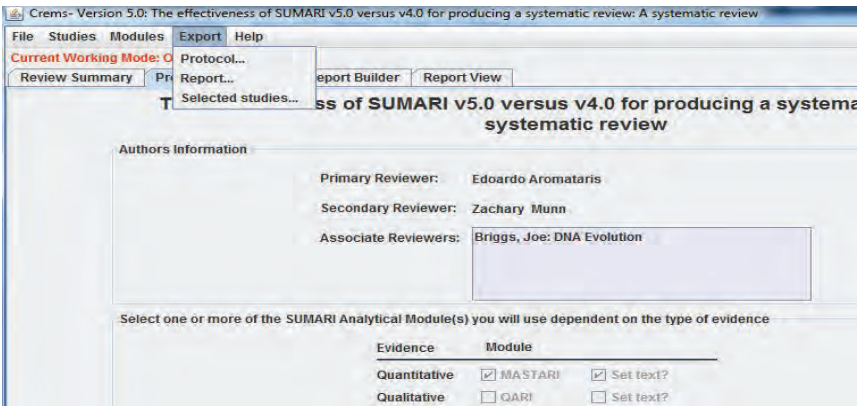 Crems- Version 5.0: The effectiveness of SUMARI v5.0 versus v4.0 for producing a systematic review: A systematic review
File Studies Modules Export Help
Current Working Mode: O
Protocol...
Review Summary Pr Report... eport Builder Report View
Selected studies...
T ss of SUMARI v5.0 versus v4.0 for producing a systema
systematic review
Authors Information
Primary Reviewer: Edoardo Aromataris
Secondary Reviewer: Zachary Munn
Associate Reviewers: Briggs, Joe: DNA Evolution
Select one or more of the SUMARI Analytical Module(s) you will use dependent on the type of evidence
Evidence Module
Quantitative MASTARI Set text?
Qualitative QARI Set text?